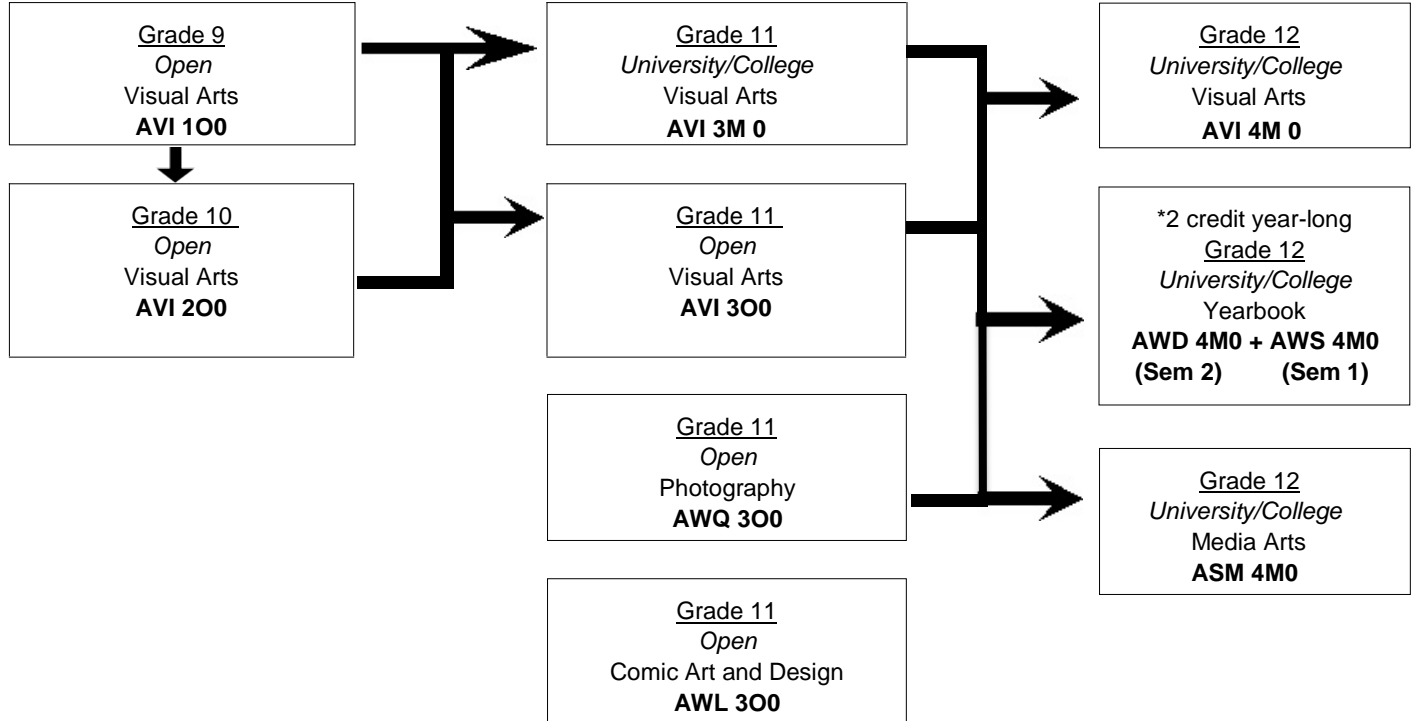 Grade 9
Open
Visual Arts
AVI 1O0
Grade 10
Open
Visual Arts
AVI 2O0
Grade 11
University/College
Visual Arts
AVI 3M 0
Grade 11
Open
Visual Arts
AVI 3O0
Grade 11
Open
Photography
AWQ 3O0
Grade 11
Open
Comic Art and Design
AWL 3O0
Grade 12
University/College
Visual Arts
AVI 4M 0
*2 credit year-long
Grade 12
University/College
Yearbook
AWD 4M0 + AWS 4M0
(Sem 2) (Sem 1)
Grade 12
University/College
Media Arts
ASM 4M0